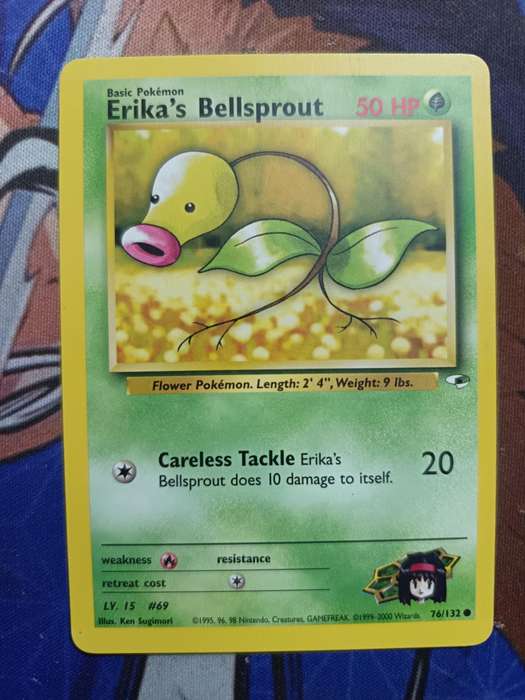 Basic Pokémon
Erika's Bellsprout 50 HP
Flower Pokémon. Length: 2' 4", Weight: 9 lbs.
Careless Tackle Erika's
Bellsprout does 10 damage to itself.
20
weakness resistance
retreat cost
LV. 15 #69
76/132
Illus. Ken Sugimori ©1995, 96, 98 Nintendo, Creatures, GAMEFREAK. ©1999-2000 Wizards.